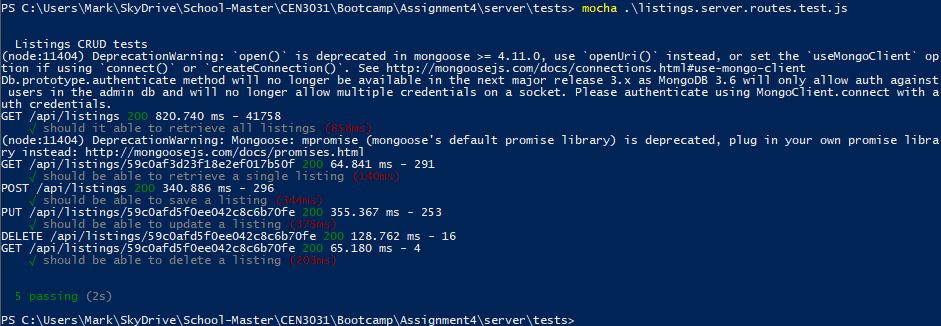 PS C:\Users\Mark\SkyDrive\School-Master\CEN3031\Bootcamp\Assignment4\server\tests> mocha .\listings.server.routes.test.js
Listings CRUD tests
(node:11404) DeprecationWarning: `open()` is deprecated in mongoose >= 4.11.0, use `openUri()` instead, or set the `useMongoClient` op
tion if using `connect()` or `createConnection()`. See http://mongoosejs.com/docs/connections.html#use-mongo-client
Db.prototype.authenticate method will no longer be available in the next major release 3.x as MongoDB 3.6 will only allow auth against
users in the admin db and will no longer allow multiple credentials on a socket. Please authenticate using MongoClient.connect with a
uth credentials.
GET /api/listings 200 820.740 ms - 41758
√ should it able to retrieve all listings (858ms)
(node:11404) DeprecationWarning: Mongoose: mpromise (mongoose's default promise library) is deprecated, plug in your own promise libra
ry instead: http://mongoosejs.com/docs/promises.html
GET /api/listings/59c0af3d23f18e2ef017b50f 200 64.841 ms - 291
√ should be able to retrieve a single listing (140ms)
POST /api/listings 200 340.886 ms - 296
√ should be able to save a listing (344ms)
PUT /api/listings/59c0afd5f0ee042c8c6b70fe 200 355.367 ms - 253
√ should be able to update a listing (375ms)
DELETE /api/listings/59c0afd5f0ee042c8c6b70fe 200 128.762 ms - 16
GET /api/listings/59c0afd5f0ee042c8c6b70fe 200 65.180 ms - 4
√ should be able to delete a listing (203ms)
5 passing (2s)
PS C:\Users\Mark\SkyDrive\School-Master\CEN3031\Bootcamp\Assignment4\server\tests>